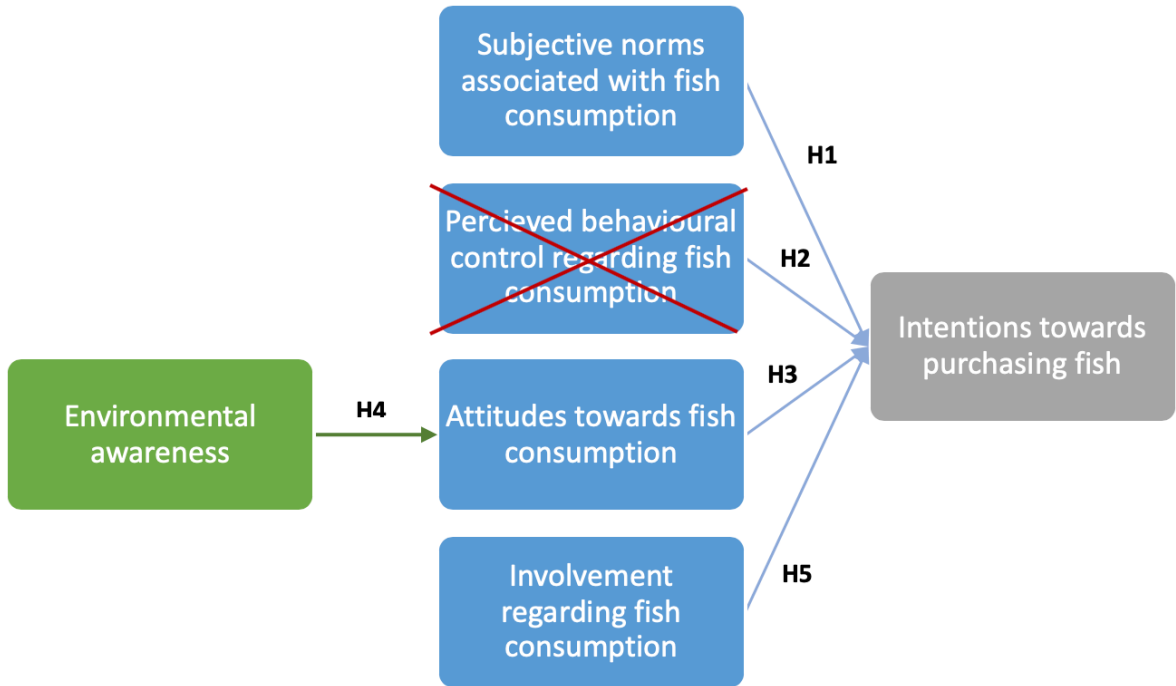 Subjective norms
associated with fish
consumption
H1
Percieved behavioural
control regarding fish
consumption
H2
Intentions towards
purchasing fish
Environmental
awareness
H4
Attitudes towards fish
consumption
H3
Involvement
regarding fish
consumption
H5